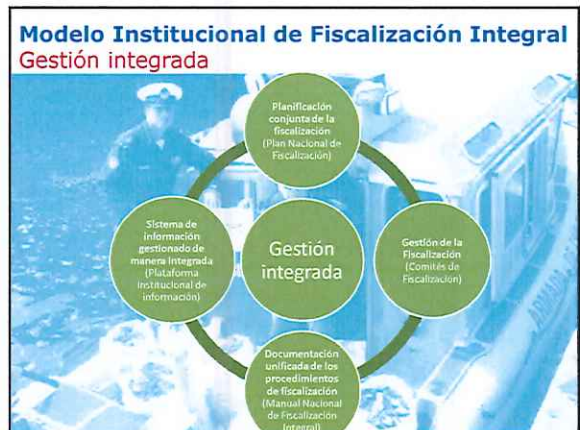 Modelo Institucional de Fiscalización Integral
Gestión integrada
Planificación
conjunta de la
fiscalización
(Plan Nacional de
Fiscalización)
Sistema de
información
gestionado de
manera integrada
(Plataforma
institucional de
información)
Gestión
integrada
Gestión de la
Fiscalización
(Comités de
Fiscalización)
Documentación
unificada de los
procedimientos
de fiscalización
(Manual Nacional
de Fiscalización
Integral)
ARMADA DE